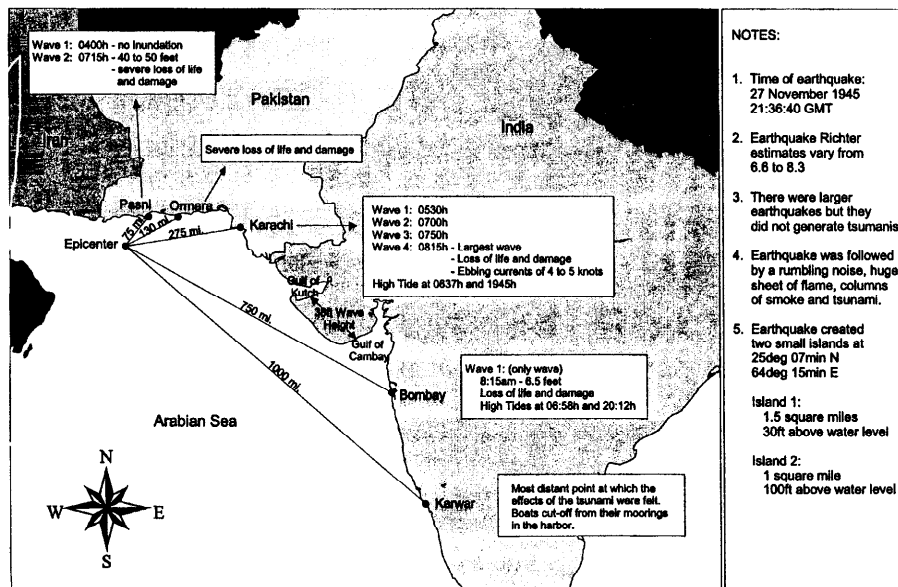 Wave 1: 0400h - no inundation
Wave 2: 0715h - 40 to 50 feet
- severe loss of life
and damage
Pakistan
India
Iran
Severe loss of life and damage
Pasni
Ormara
Karachi
75 mi.
130 mi.
275 mi.
Epicenter
Wave 1: 0530h
Wave 2: 0700h
Wave 3: 0750h
Wave 4: 0815h - Largest wave
- Loss of life and damage
- Ebbing currents of 4 to 5 knots
High Tide at 0637h and 1945h
Gulf of
Kutch
Wave
Height
Gulf of
Cambay
750 mi.
1000 mi.
Wave 1: (only wave)
8:15am - 6.5 feet
Loss of life and damage
High Tides at 06:58h and 20:12h
Bombay
Arabian Sea
Karwar
Most distant point at which the
effects of the tsunami were felt.
Boats cut-off from their moorings
in the harbor.
N
W
E
S
NOTES:
1. Time of earthquake:
27 November 1945
21:36:40 GMT
2. Earthquake Richter
estimates vary from
6.6 to 8.3
3. There were larger
earthquakes but they
did not generate tsunamis
4. Earthquake was followed
by a rumbling noise, huge
sheet of flame, columns
of smoke and tsunami.
5. Earthquake created
two small islands at
25deg 07min N
64deg 15min E
Island 1:
1.5 square miles
30ft above water level
Island 2:
1 square mile
100ft above water level